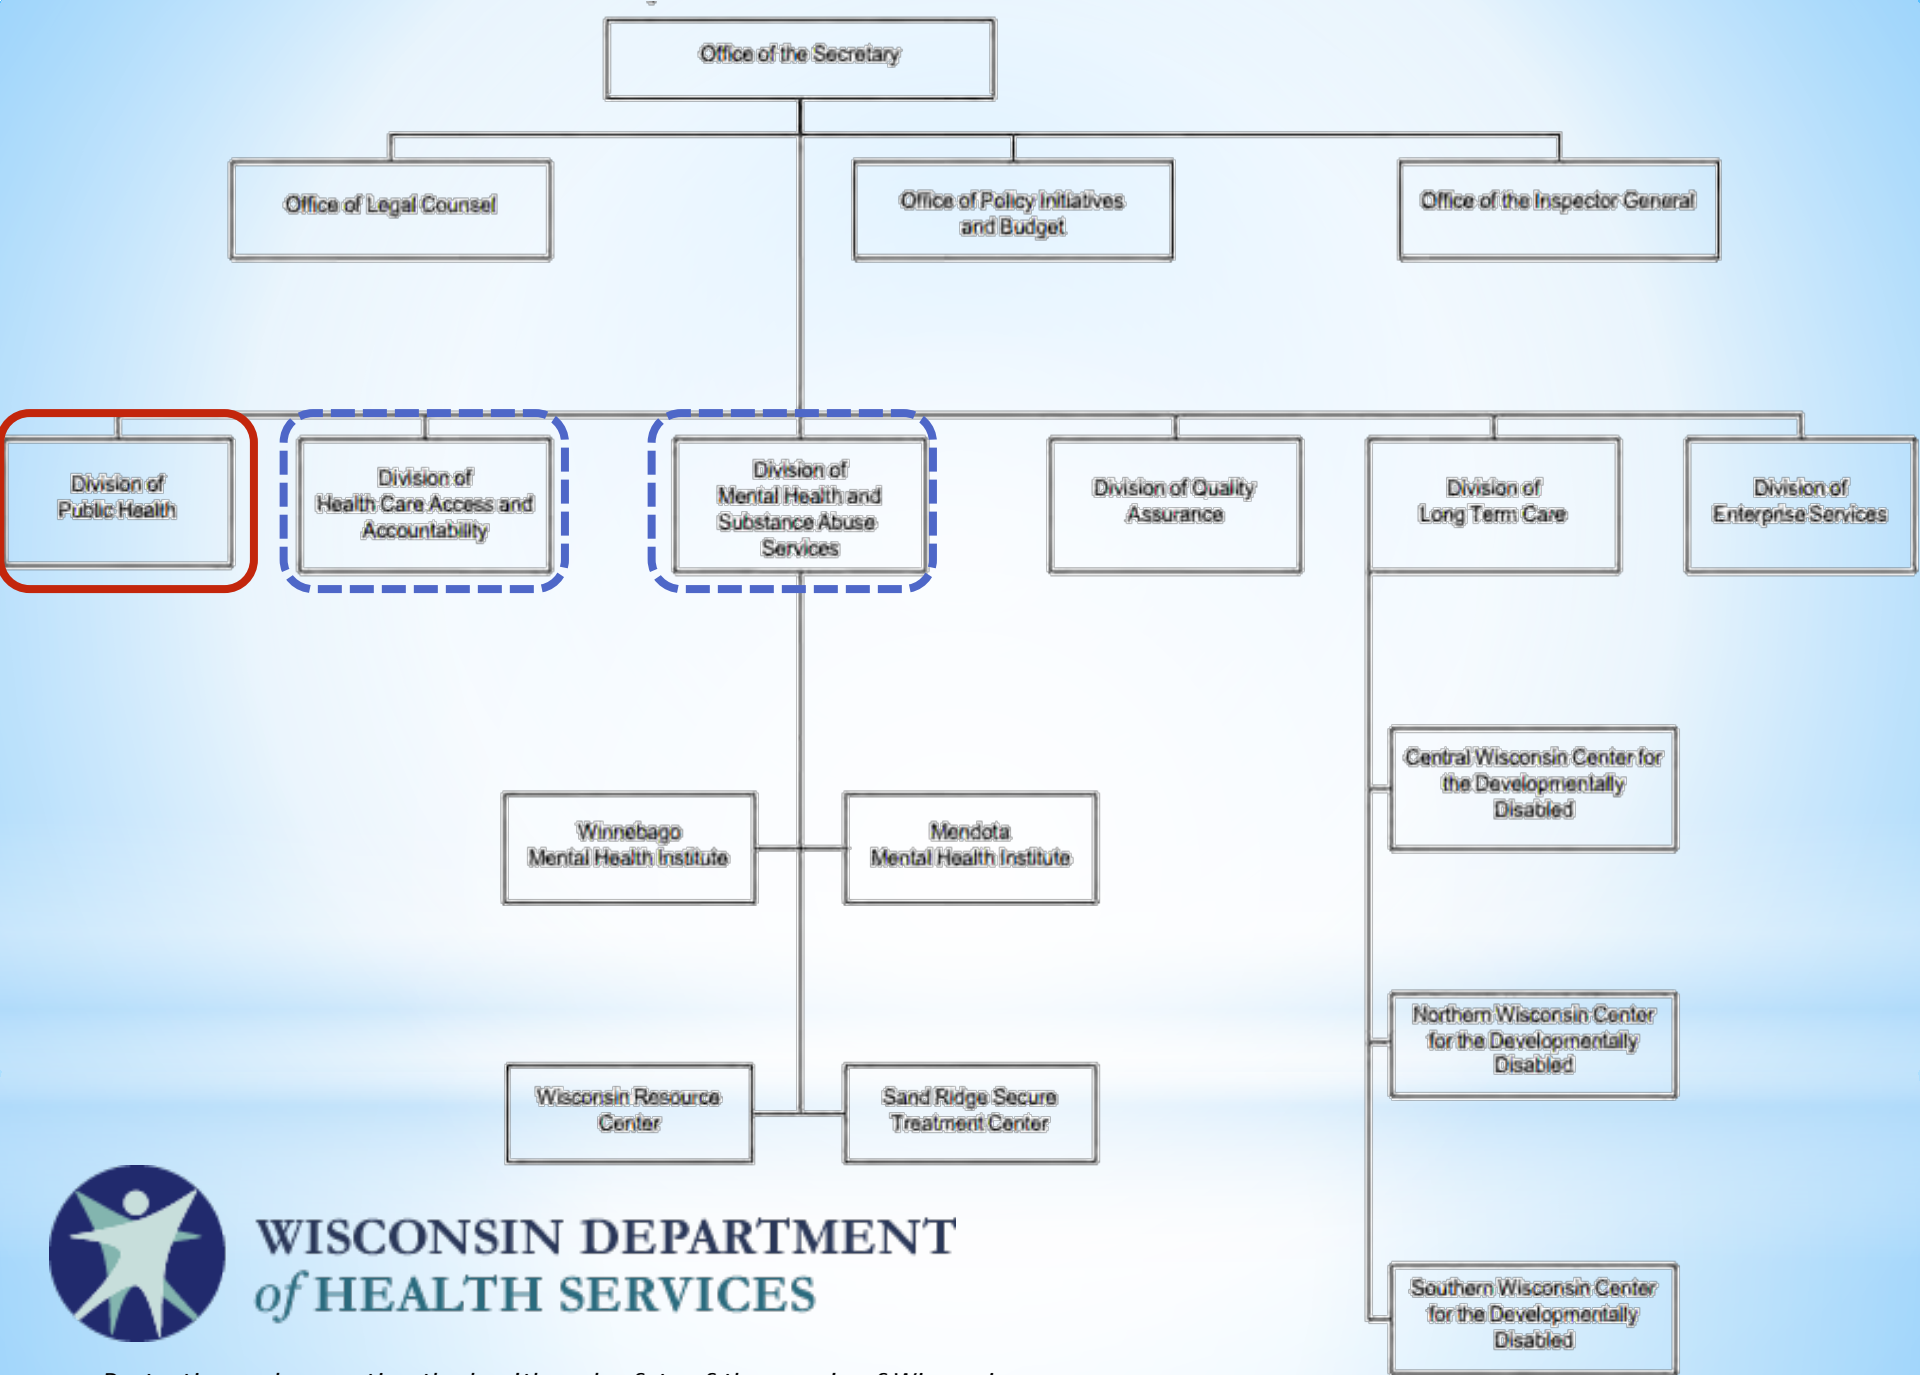 Office of the Secretary
Office of Legal Counsel
Office of Policy Initiatives
and Budget
Office of the Inspector General
Division of
Public Health
Division of
Health Care Access and
Accountability
Division of
Mental Health and
Substance Abuse
Services
Division of Quality
Assurance
Division of
Long Term Care
Division of
Enterprise Services
Central Wisconsin Center for
the Developmentally
Disabled
Winnebago
Mental Health Institute
Mendota
Mental Health Institute
Northern Wisconsin Center
for the Developmentally
Disabled
Wisconsin Resource
Center
Sand Ridge Secure
Treatment Center
Southern Wisconsin Center
for the Developmentally
Disabled
WISCONSIN DEPARTMENT
of HEALTH SERVICES